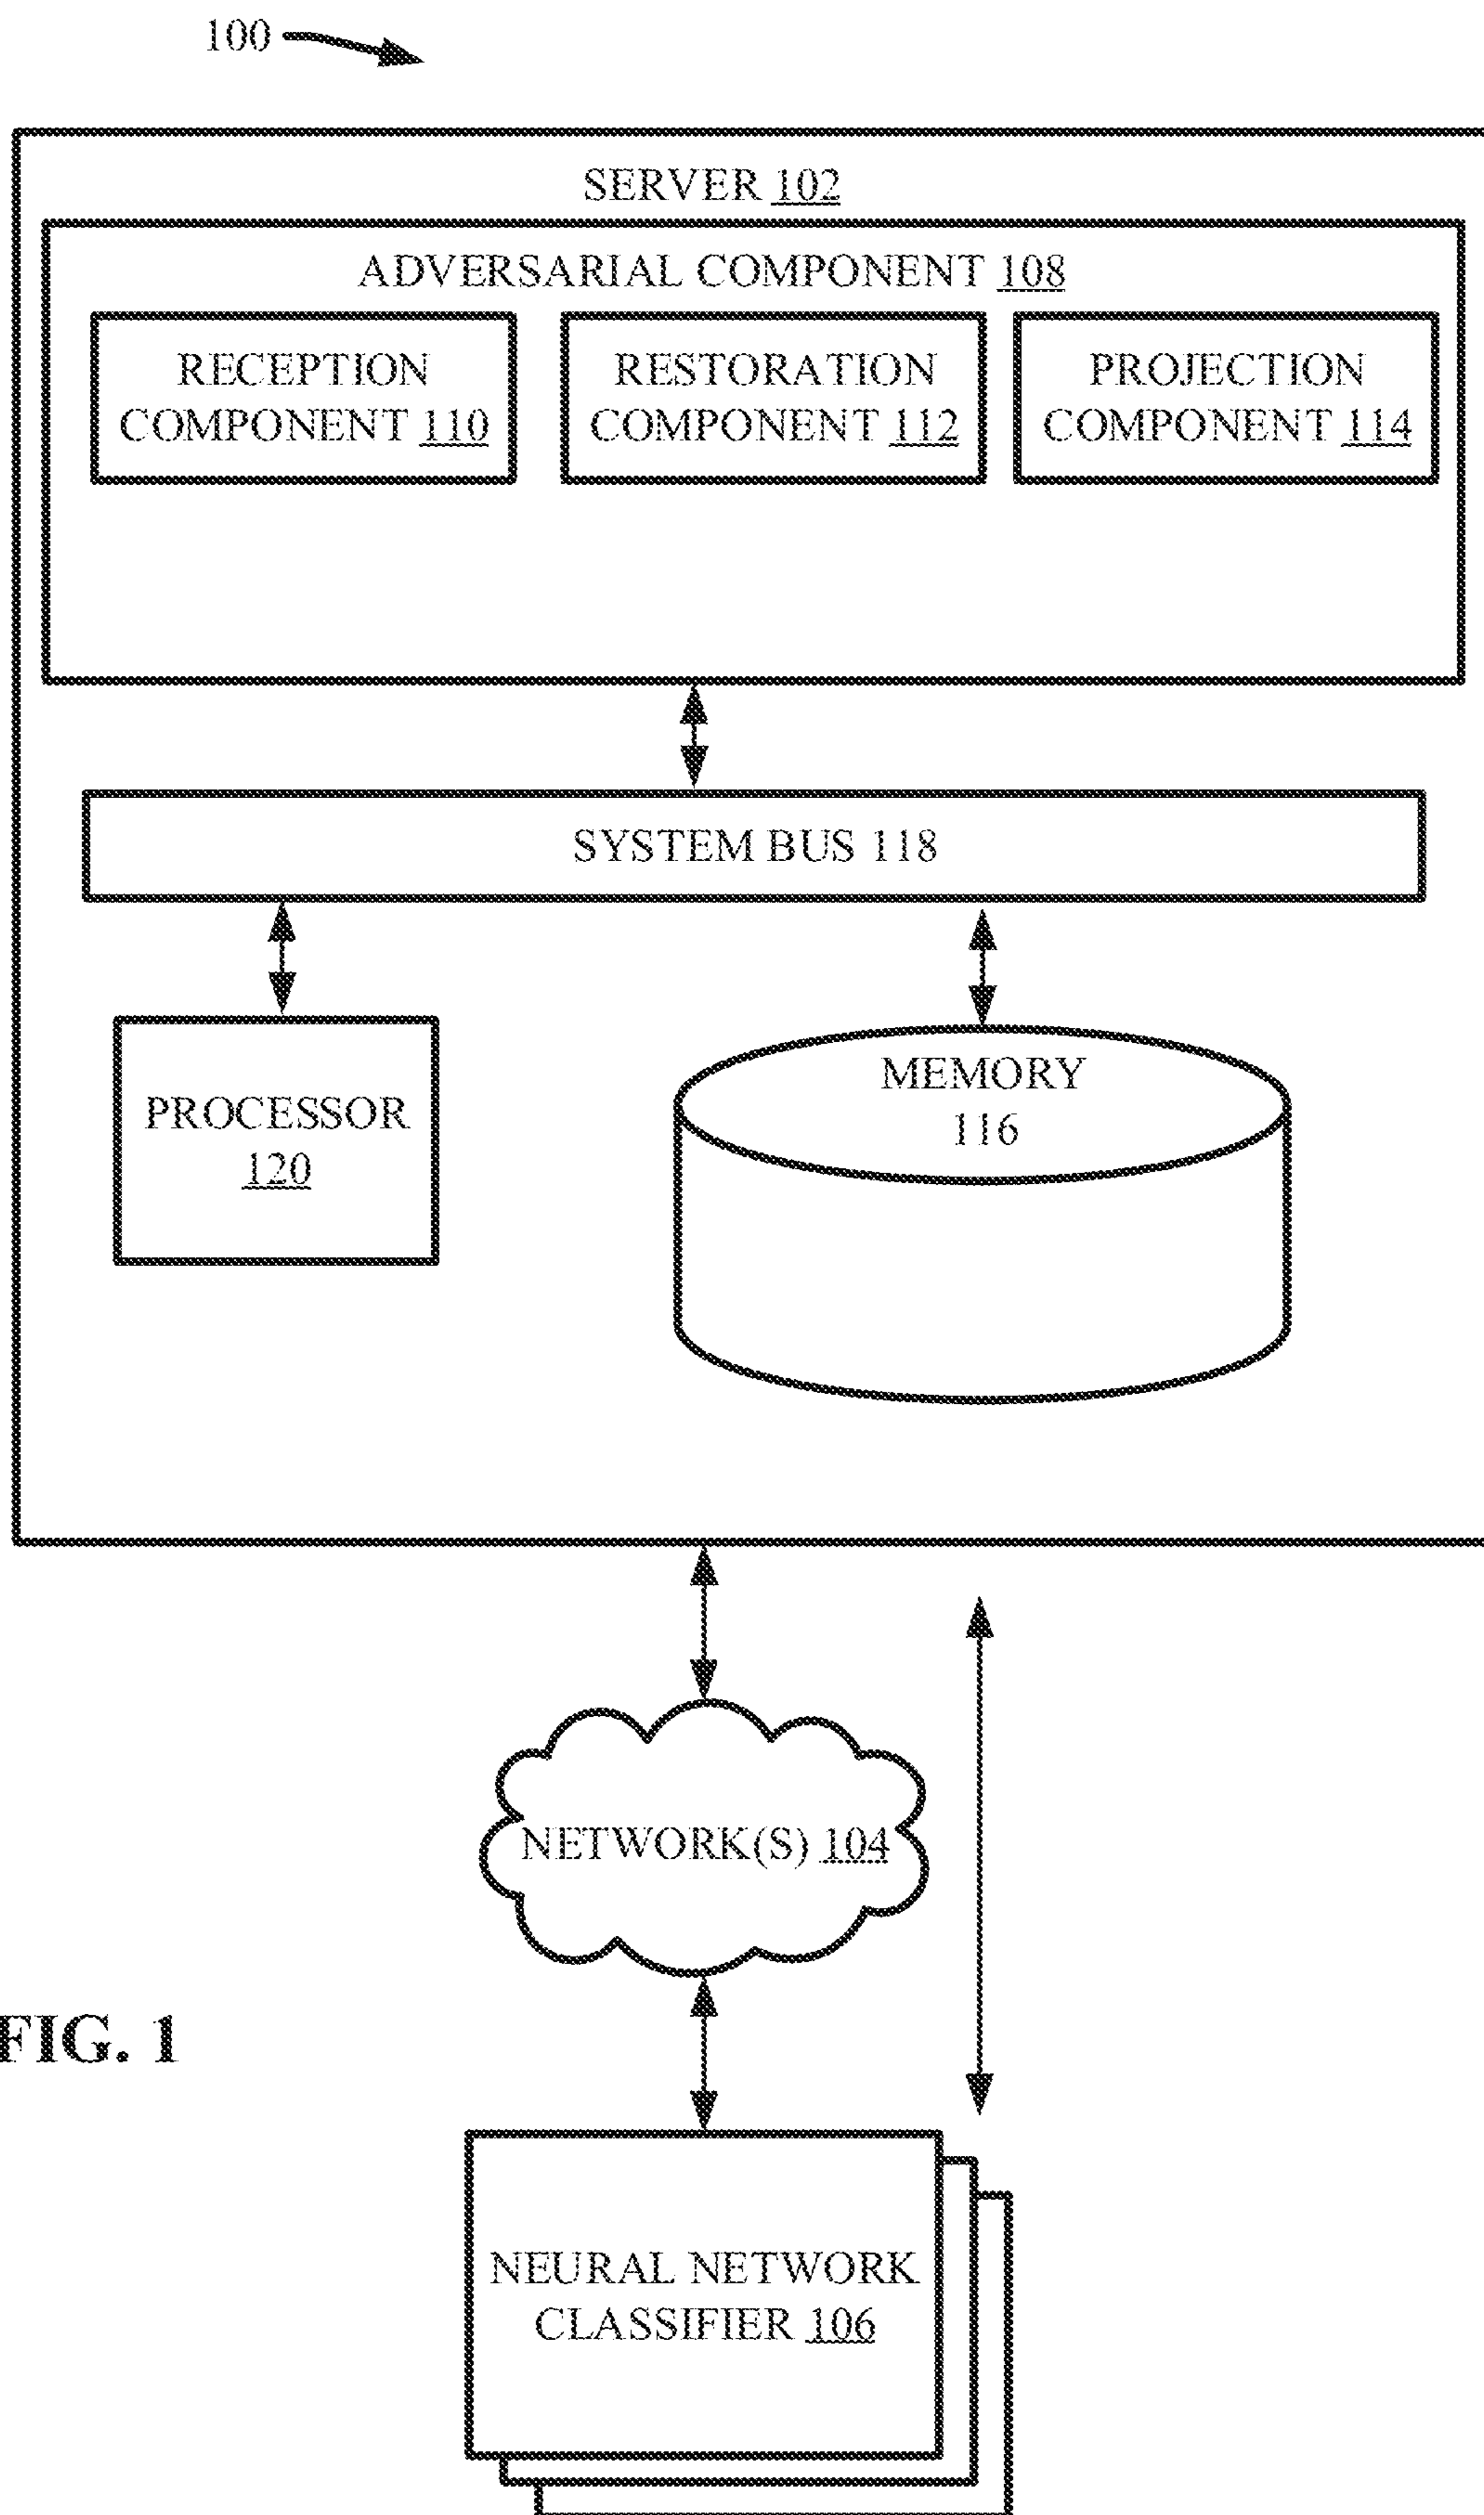 100
SERVER 102
ADVERSARIAL COMPONENT 108
RECEPTION
COMPONENT 110
RESTORATION
COMPONENT 112
PROJECTION
COMPONENT 114
SYSTEM BUS 118
PROCESSOR
120
MEMORY
116
NETWORK(S) 104
FIG. 1
NEURAL NETWORK
CLASSIFIER 106